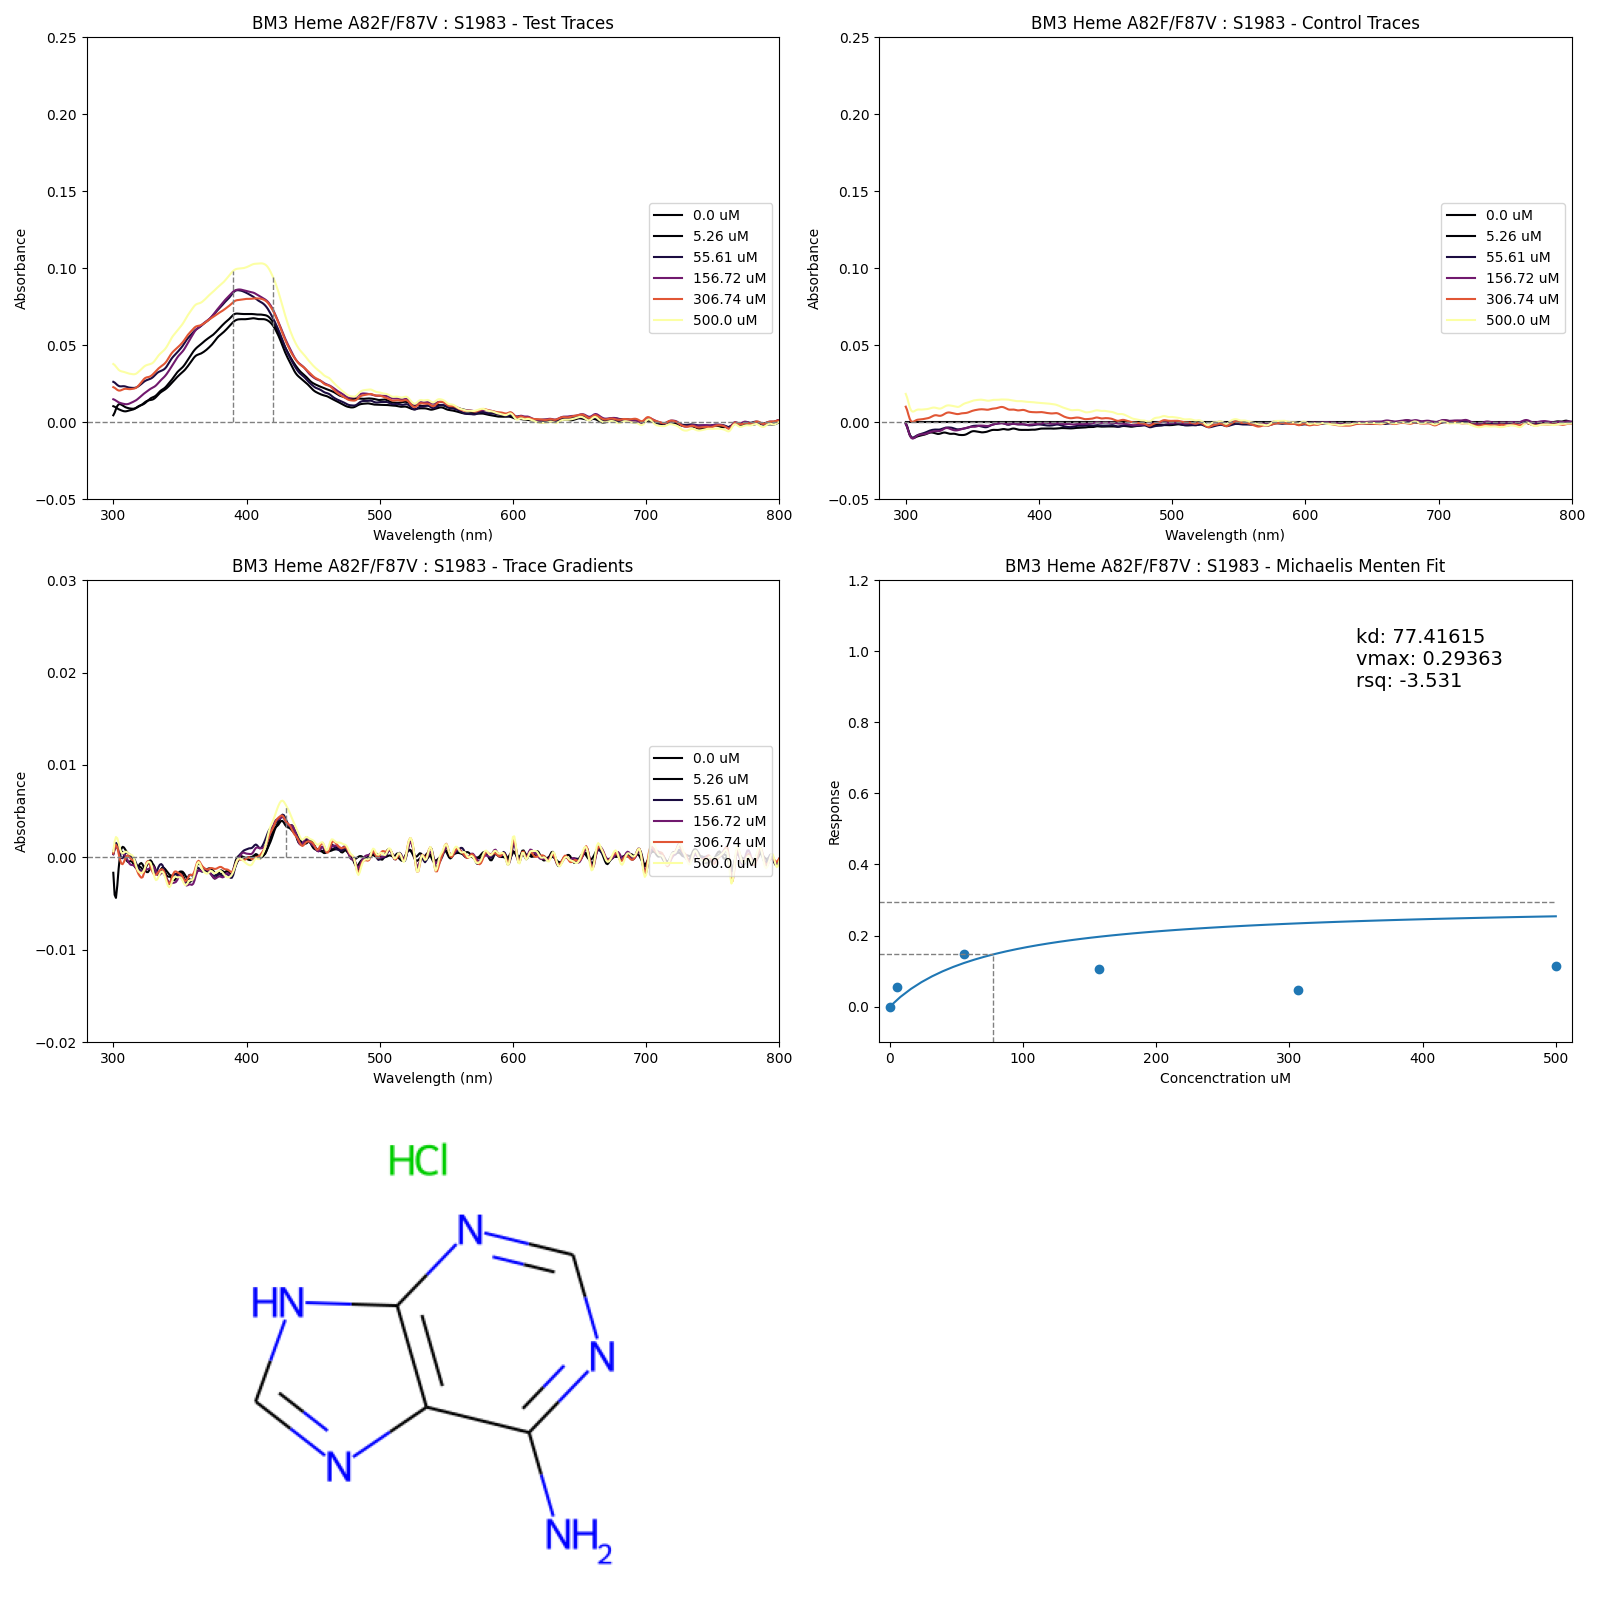 BM3 Heme A82F/F87V : S1983 - Test Traces
0.25
0.20
0.15
0.10
0.05
0.00
−0.05
Absorbance
300 400 500 600 700 800
Wavelength (nm)
0.0 uM
5.26 uM
55.61 uM
156.72 uM
306.74 uM
500.0 uM
BM3 Heme A82F/F87V : S1983 - Control Traces
0.25
0.20
0.15
0.10
0.05
0.00
−0.05
Absorbance
300 400 500 600 700 800
Wavelength (nm)
0.0 uM
5.26 uM
55.61 uM
156.72 uM
306.74 uM
500.0 uM
BM3 Heme A82F/F87V : S1983 - Trace Gradients
0.03
0.02
0.01
0.00
−0.01
−0.02
Absorbance
300 400 500 600 700 800
Wavelength (nm)
0.0 uM
5.26 uM
55.61 uM
156.72 uM
306.74 uM
500.0 uM
BM3 Heme A82F/F87V : S1983 - Michaelis Menten Fit
1.2
1.0
0.8
0.6
0.4
0.2
0.0
Response
kd: 77.41615
vmax: 0.29363
rsq: -3.531
0 100 200 300 400 500
Concenctration uM
HCl
N
HN
N
N
NH2